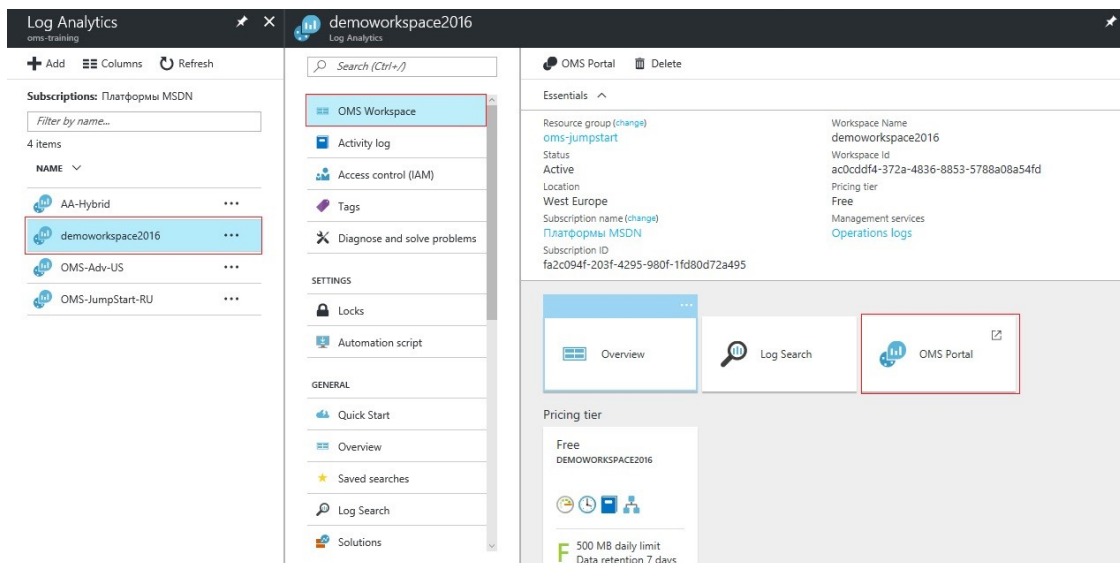 Log Analytics
oms-training
Add Columns Refresh
Subscriptions: Платформы MSDN
Filter by name...
4 items
NAME
AA-Hybrid
demoworkspace2016
OMS-Adv-US
OMS-JumpStart-RU
demoworkspace2016
Log Analytics
Search (Ctrl+/)
OMS Workspace
Activity log
Access control (IAM)
Tags
Diagnose and solve problems
SETTINGS
Locks
Automation script
GENERAL
Quick Start
Overview
Saved searches
Log Search
Solutions
OMS Portal Delete
Essentials
Resource group (change)
oms-jumpstart
Status
Active
Location
West Europe
Subscription name (change)
Платформы MSDN
Subscription ID
fa2c094f-203f-4295-980f-1fd80d72a495
Workspace Name
demoworkspace2016
Workspace Id
ac0cddf4-372a-4836-8853-5788a08a54fd
Pricing tier
Free
Management services
Operations logs
Overview
Log Search
OMS Portal
Pricing tier
Free
DEMOWORKSPACE2016
F
500 MB daily limit
Data retention 7 days